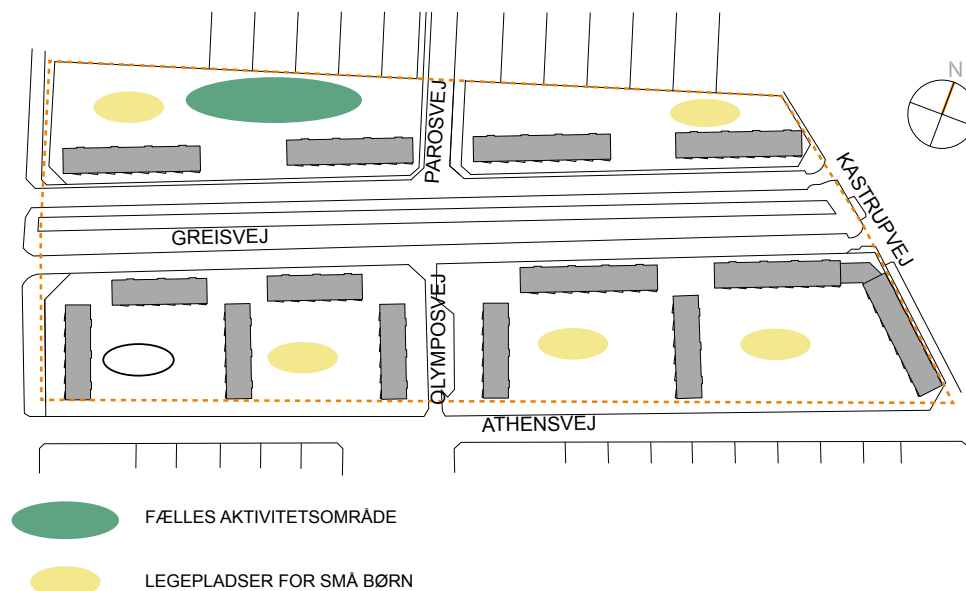 N
PAROSVEJ
KASTRUPVEJ
GREISVEJ
OLYMPOSVEJ
ATHENSVEJ
FÆLLES AKTIVITETSOMRÅDE
LEGEPLADSER FOR SMÅ BØRN